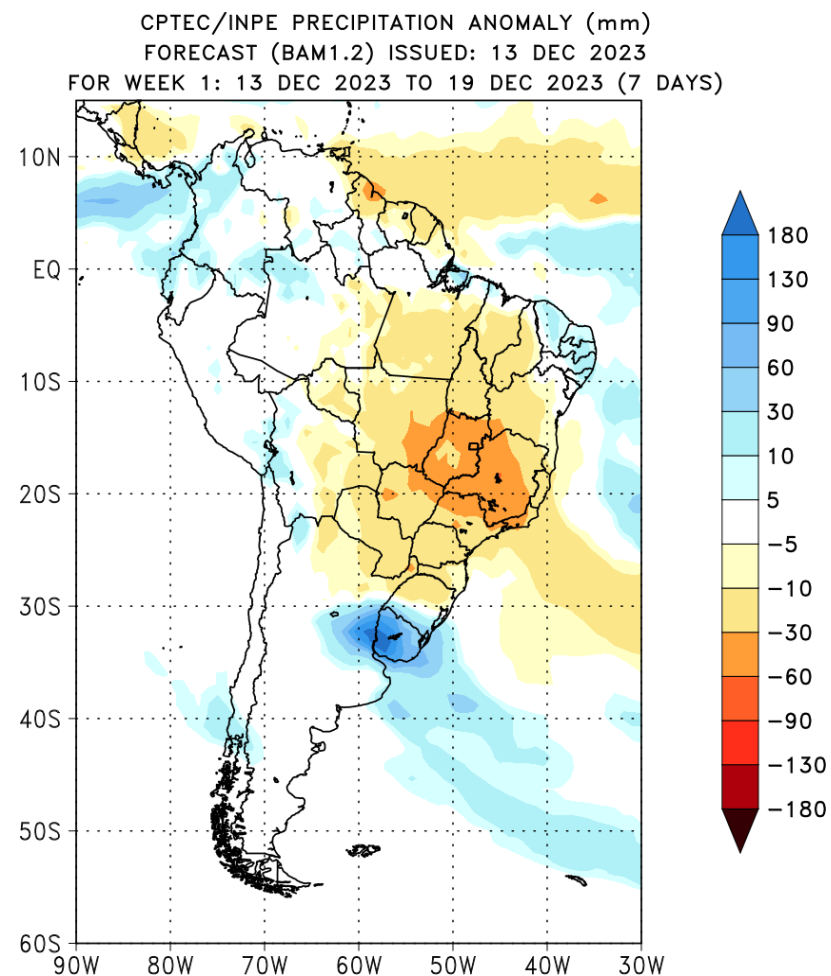 CPTEC/INPE PRECIPITATION ANOMALY (mm)
FORECAST (BAM1.2) ISSUED: 13 DEC 2023
FOR WEEK 1: 13 DEC 2023 TO 19 DEC 2023 (7 DAYS)
10N
EQ
10S
20S
30S
40S
50S
60S
90W 80W 70W 60W 50W 40W 30W
180
130
90
60
30
10
5
-5
-10
-30
-60
-90
-130
-180